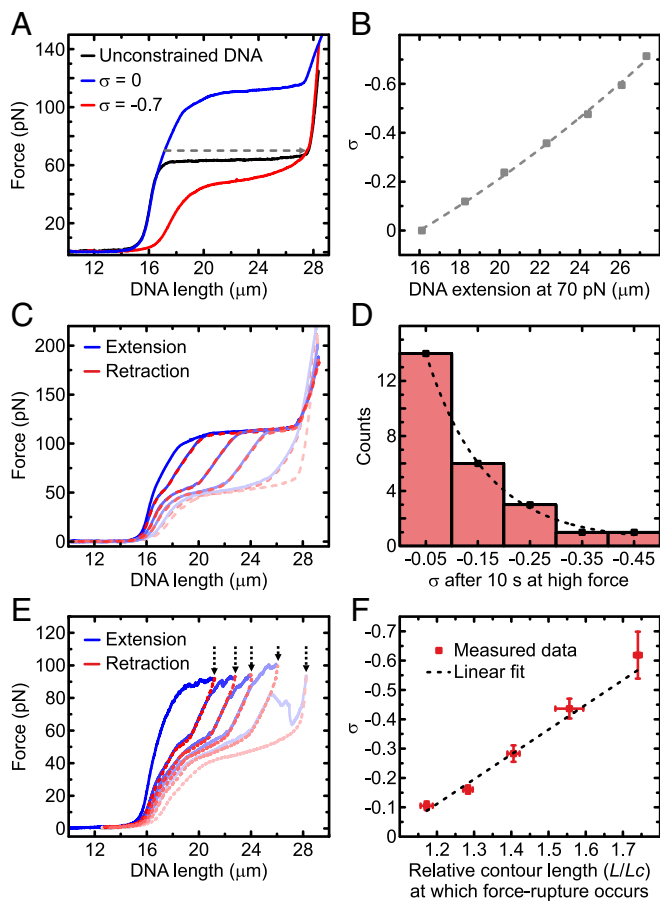 A
Unconstrained DNA
σ = 0
σ = -0.7
Force (pN)
140
100
60
20
12 16 20 24 28
DNA length (μm)
B
σ
-0.6
-0.4
-0.2
0
16 18 20 22 24 26
DNA extension at 70 pN (μm)
C
Extension
Retraction
Force (pN)
200
150
100
50
0
12 16 20 24 28
DNA length (μm)
D
Counts
12
8
4
0
-0.05 -0.15 -0.25 -0.35 -0.45
σ after 10 s at high force
E
Extension
Retraction
Force (pN)
120
100
80
60
40
20
0
12 16 20 24 28
DNA length (μm)
F
Measured data
Linear fit
σ
-0.7
-0.6
-0.5
-0.4
-0.3
-0.2
-0.1
0
1.2 1.3 1.4 1.5 1.6 1.7
Relative contour length (L/Lc)
at which force-rupture occurs